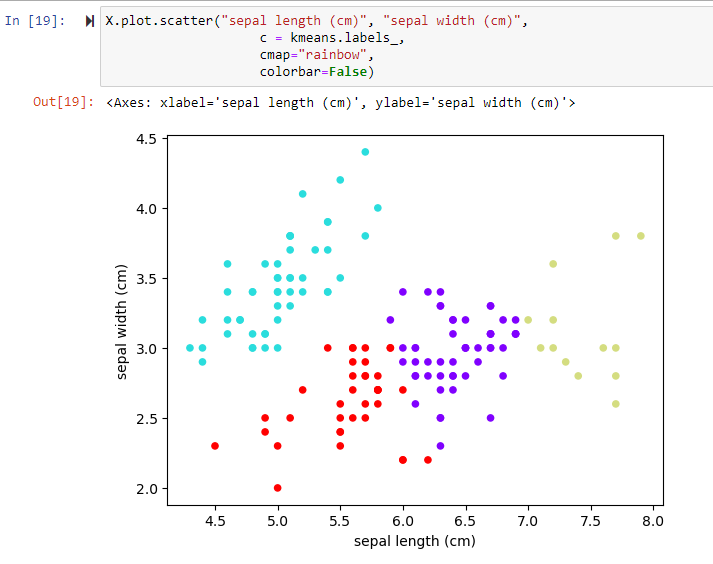 In [19]: X.plot.scatter("sepal length (cm)", "sepal width (cm)",
c = kmeans.labels_,
cmap="rainbow",
colorbar=False)
Out[19]: <Axes: xlabel='sepal length (cm)', ylabel='sepal width (cm)'>
4.5
4.0
3.5
3.0
2.5
2.0
sepal width (cm)
4.5 5.0 5.5 6.0 6.5 7.0 7.5 8.0
sepal length (cm)